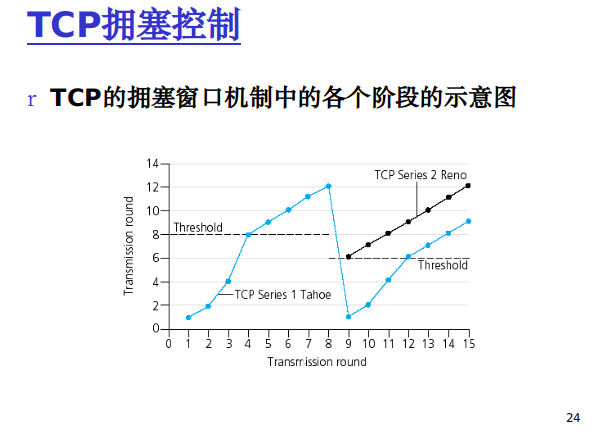 TCP拥塞控制
r TCP的拥塞窗口机制中的各个阶段的示意图
14
TCP Series 2 Reno
12
10
Threshold
8
6
Threshold
4
TCP Series 1 Tahoe
2
0
Transmission round
0 1 2 3 4 5 6 7 8 9 10 11 12 13 14 15
Transmission round
24